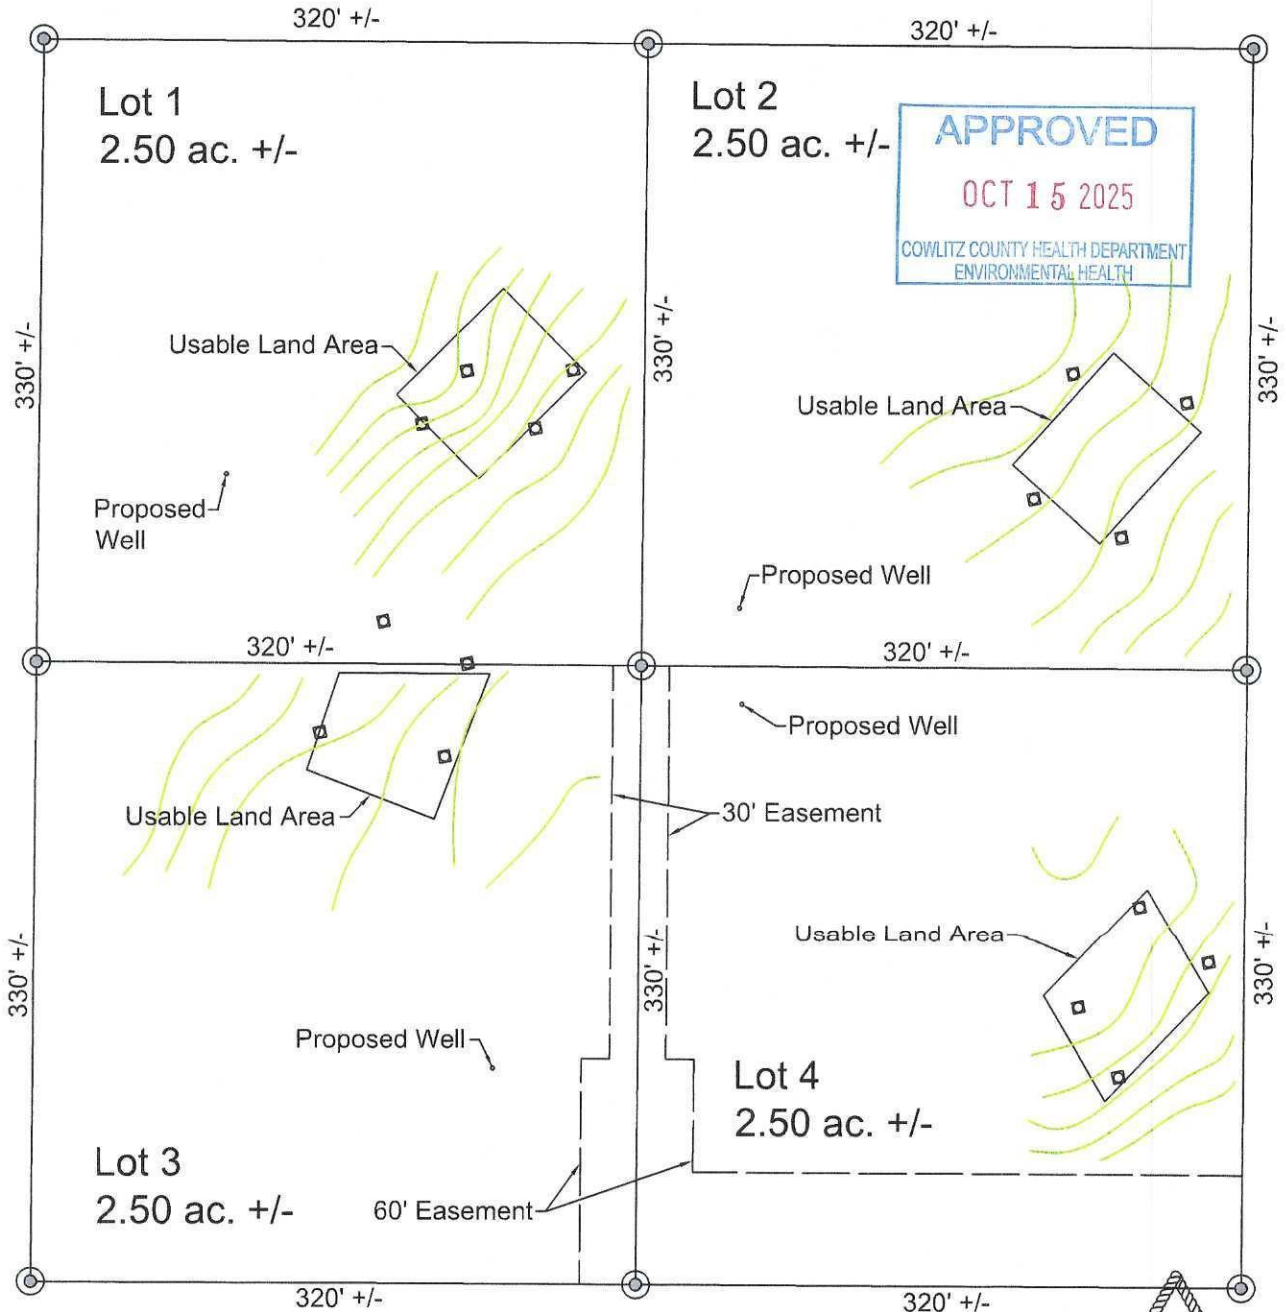 320' +/-
320' +/-
Lot 1
2.50 ac. +/-
Lot 2
2.50 ac. +/-
APPROVED
OCT 15 2025
COWLITZ COUNTY HEALTH DEPARTMENT
ENVIRONMENTAL HEALTH
330' +/-
Usable Land Area
330' +/-
Usable Land Area
330' +/-
Proposed
Well
Proposed Well
320' +/-
320' +/-
Proposed Well
Usable Land Area
30' Easement
Usable Land Area
330' +/-
330' +/-
330' +/-
Proposed Well
Lot 4
2.50 ac. +/-
Lot 3
2.50 ac. +/-
60' Easement
320' +/-
320' +/-